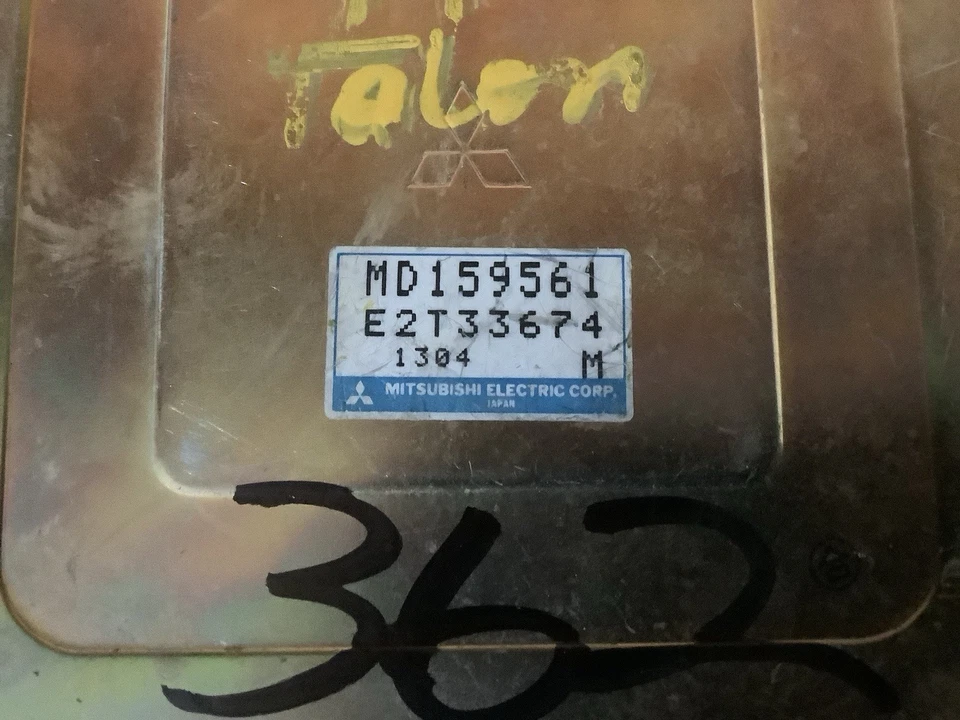 Talon
MD159561
E2T33674
1304 M
MITSUBISHI ELECTRIC CORP.
JAPAN
362